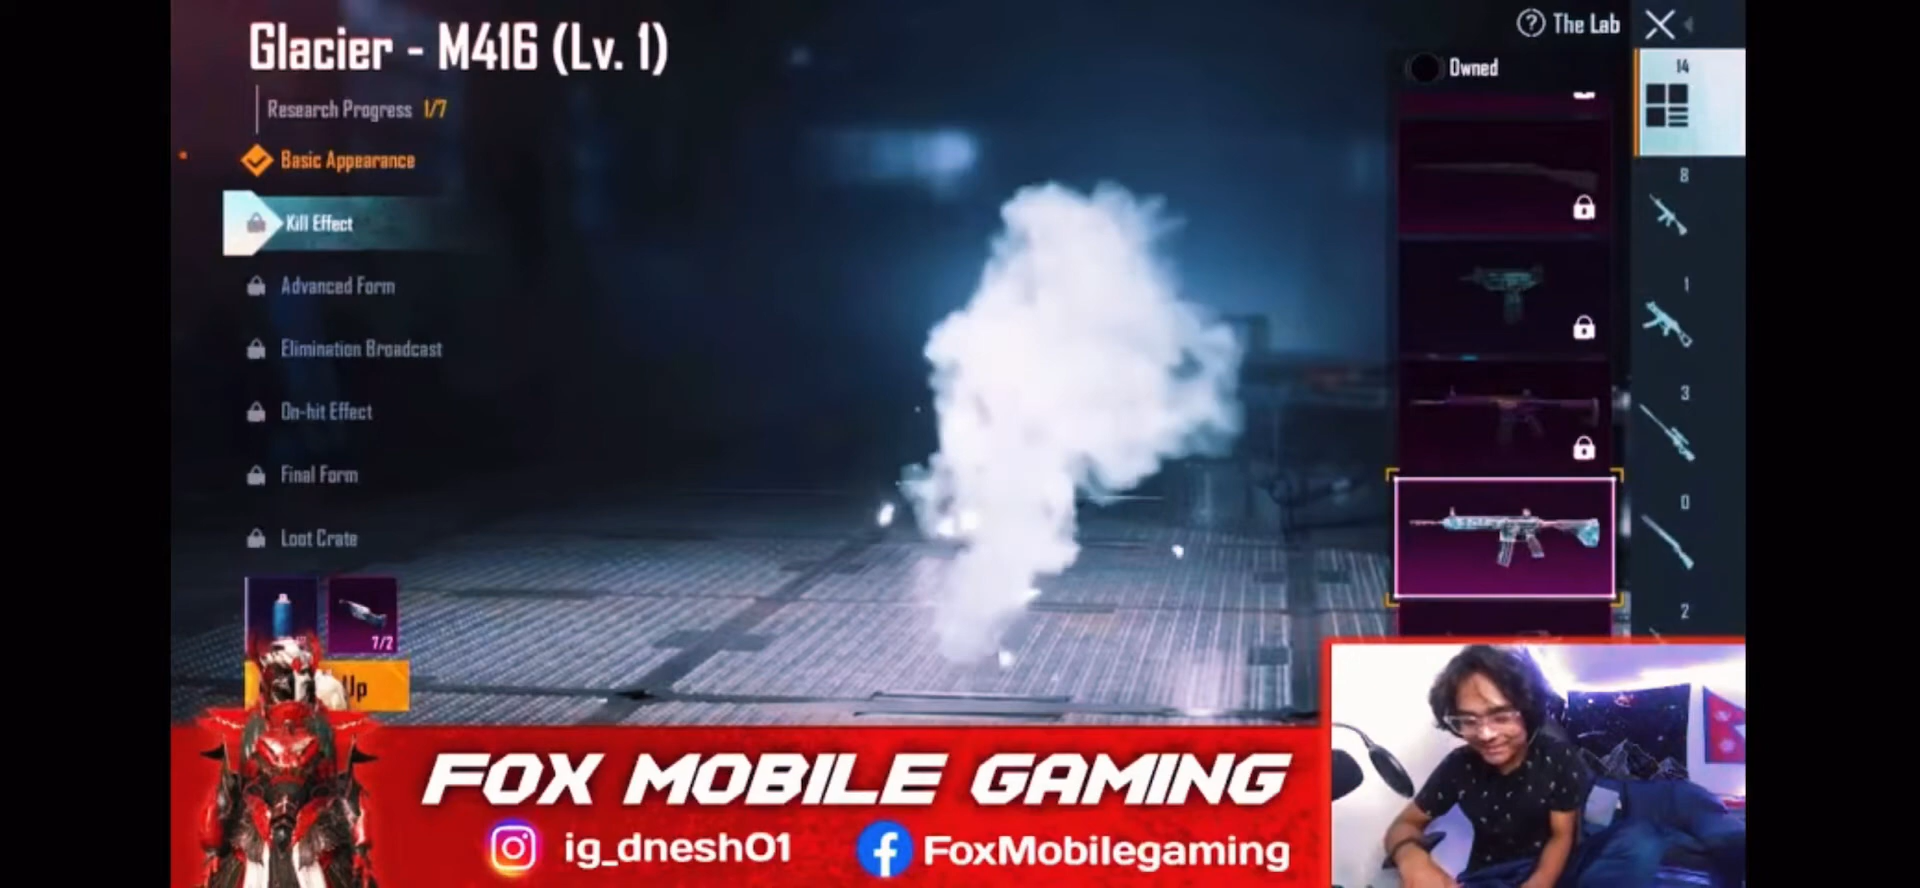 Glacier - M416 (Lv. 1)
Research Progress 1/7
Basic Appearance
Kill Effect
Advanced Form
Elimination Broadcast
On-hit Effect
Final Form
Loot Crate
7/2
Up
? The Lab
Owned
14
8
1
3
0
2
FOX MOBILE GAMING
ig_dnesh01
FoxMobilegaming